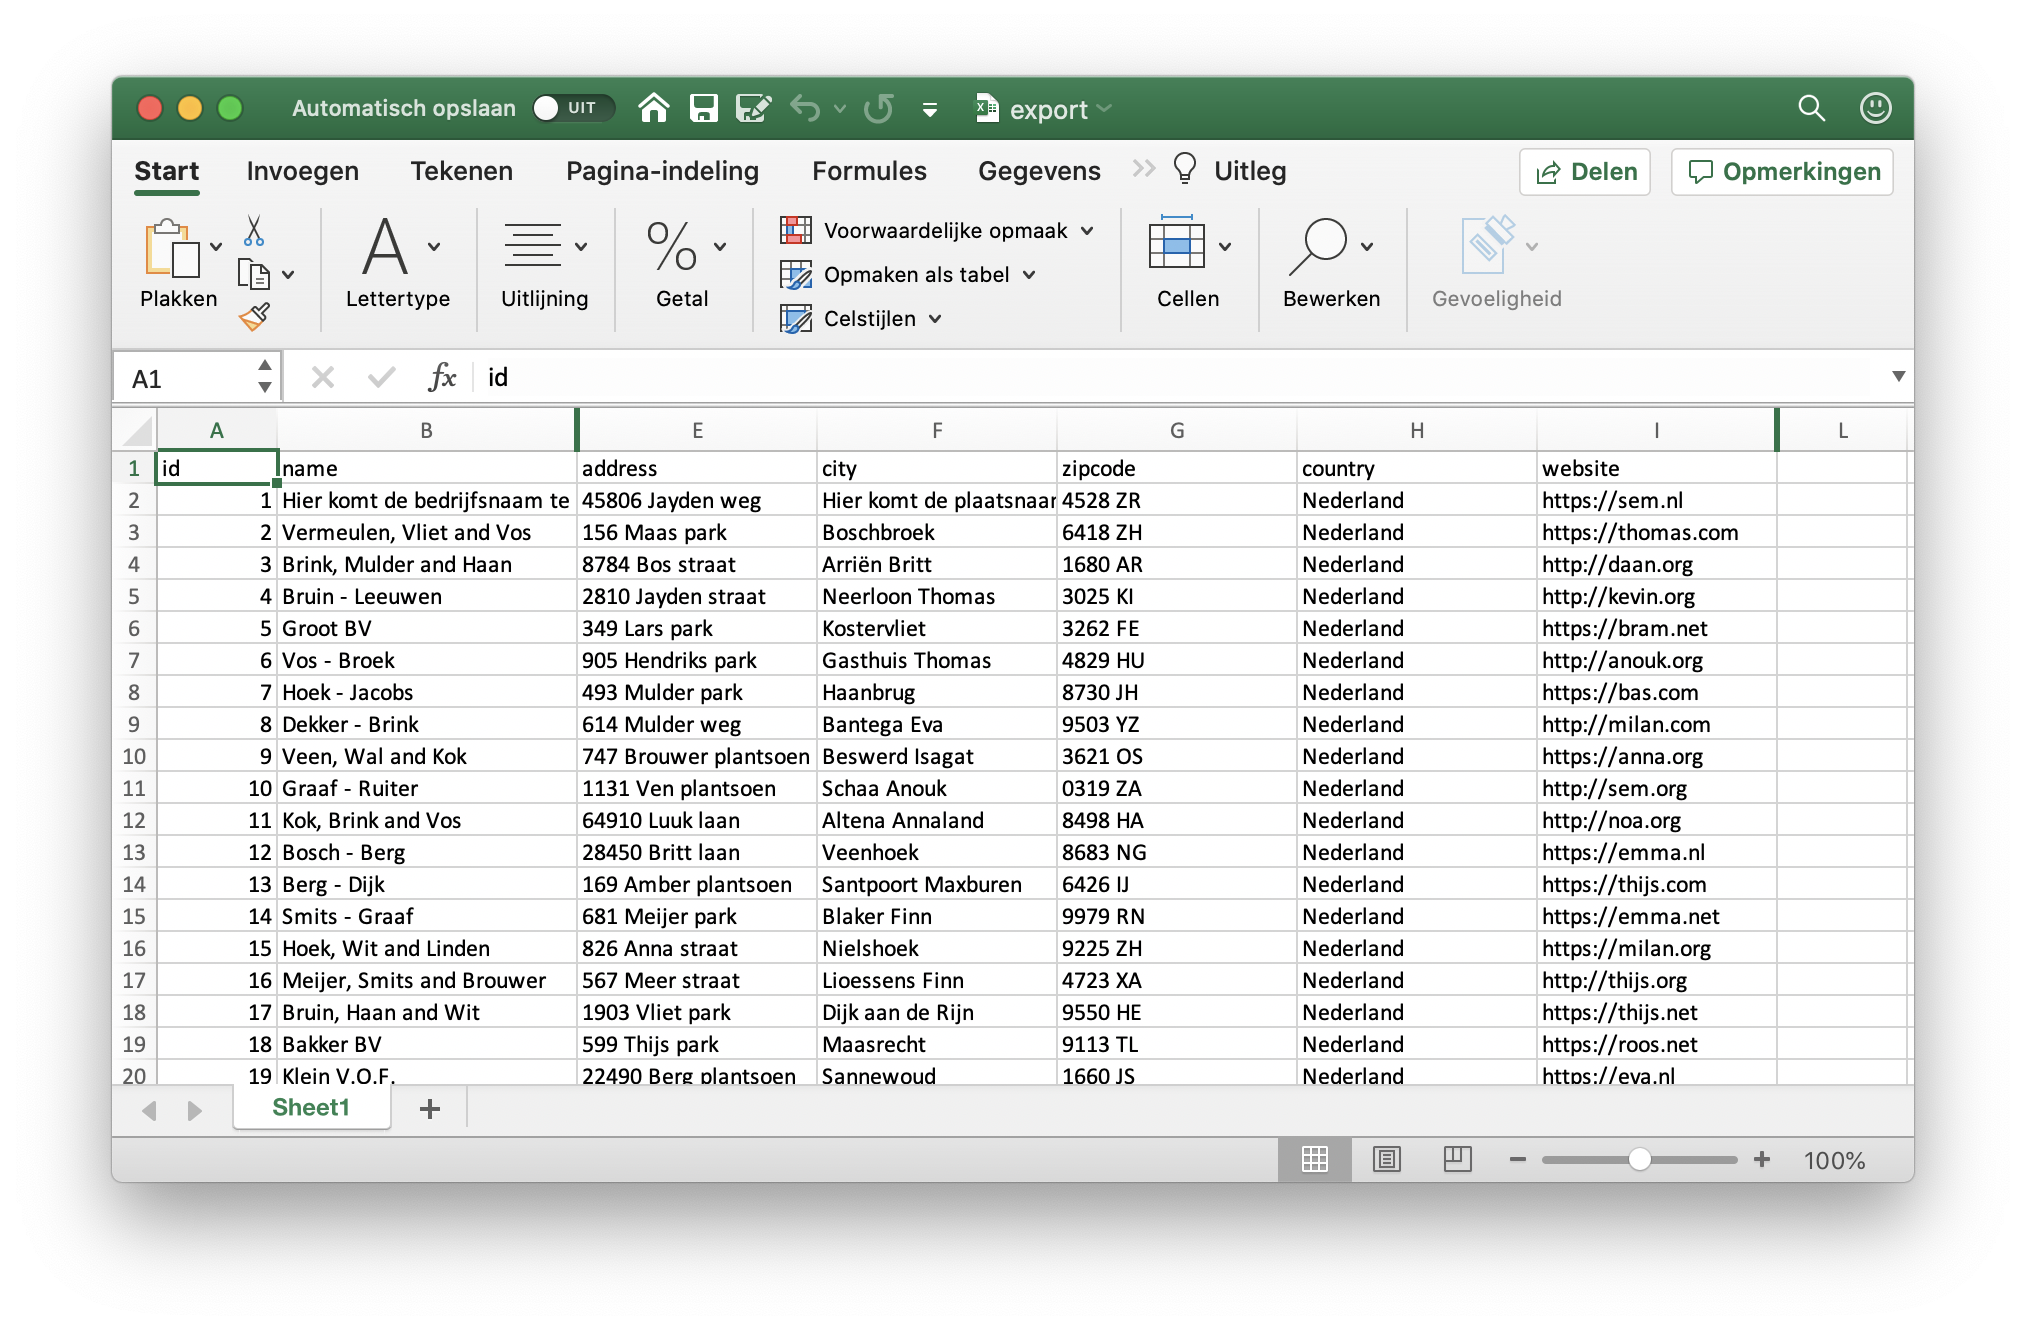 Automatisch opslaan UIT export
Start Invoegen Tekenen Pagina-indeling Formules Gegevens Uitleg Delen Opmerkingen
Voorwaardelijke opmaak
Opmaken als tabel
Plakken Lettertype Uitlijning Getal Cellen Bewerken Gevoeligheid
Celstijlen
A1 fx id
A B E F G H I L
1 id name address city zipcode country website
2 1 Hier komt de bedrijfsnaam te 45806 Jayden weg Hier komt de plaatsnaar 4528 ZR Nederland https://sem.nl
3 2 Vermeulen, Vliet and Vos 156 Maas park Boschbroek 6418 ZH Nederland https://thomas.com
4 3 Brink, Mulder and Haan 8784 Bos straat Arriën Britt 1680 AR Nederland http://daan.org
5 4 Bruin - Leeuwen 2810 Jayden straat Neerloon Thomas 3025 KI Nederland http://kevin.org
6 5 Groot BV 349 Lars park Kostervliet 3262 FE Nederland https://bram.net
7 6 Vos - Broek 905 Hendriks park Gasthuis Thomas 4829 HU Nederland http://anouk.org
8 7 Hoek - Jacobs 493 Mulder park Haanbrug 8730 JH Nederland https://bas.com
9 8 Dekker - Brink 614 Mulder weg Bantega Eva 9503 YZ Nederland http://milan.com
10 9 Veen, Wal and Kok 747 Brouwer plantsoen Beswerd Isagat 3621 OS Nederland https://anna.org
11 10 Graaf - Ruiter 1131 Ven plantsoen Schaa Anouk 0319 ZA Nederland http://sem.org
12 11 Kok, Brink and Vos 64910 Luuk laan Altena Annaland 8498 HA Nederland http://noa.org
13 12 Bosch - Berg 28450 Britt laan Veenhoek 8683 NG Nederland https://emma.nl
14 13 Berg - Dijk 169 Amber plantsoen Santpoort Maxburen 6426 IJ Nederland https://thijs.com
15 14 Smits - Graaf 681 Meijer park Blaker Finn 9979 RN Nederland https://emma.net
16 15 Hoek, Wit and Linden 826 Anna straat Nielshoek 9225 ZH Nederland https://milan.org
17 16 Meijer, Smits and Brouwer 567 Meer straat Lioessens Finn 4723 XA Nederland http://thijs.org
18 17 Bruin, Haan and Wit 1903 Vliet park Dijk aan de Rijn 9550 HE Nederland https://thijs.net
19 18 Bakker BV 599 Thijs park Maasrecht 9113 TL Nederland https://roos.net
20 19 Klein V.O.F. 22490 Berg plantsoen Sannewoud 1660 JS Nederland https://eva.nl
Sheet1
100%